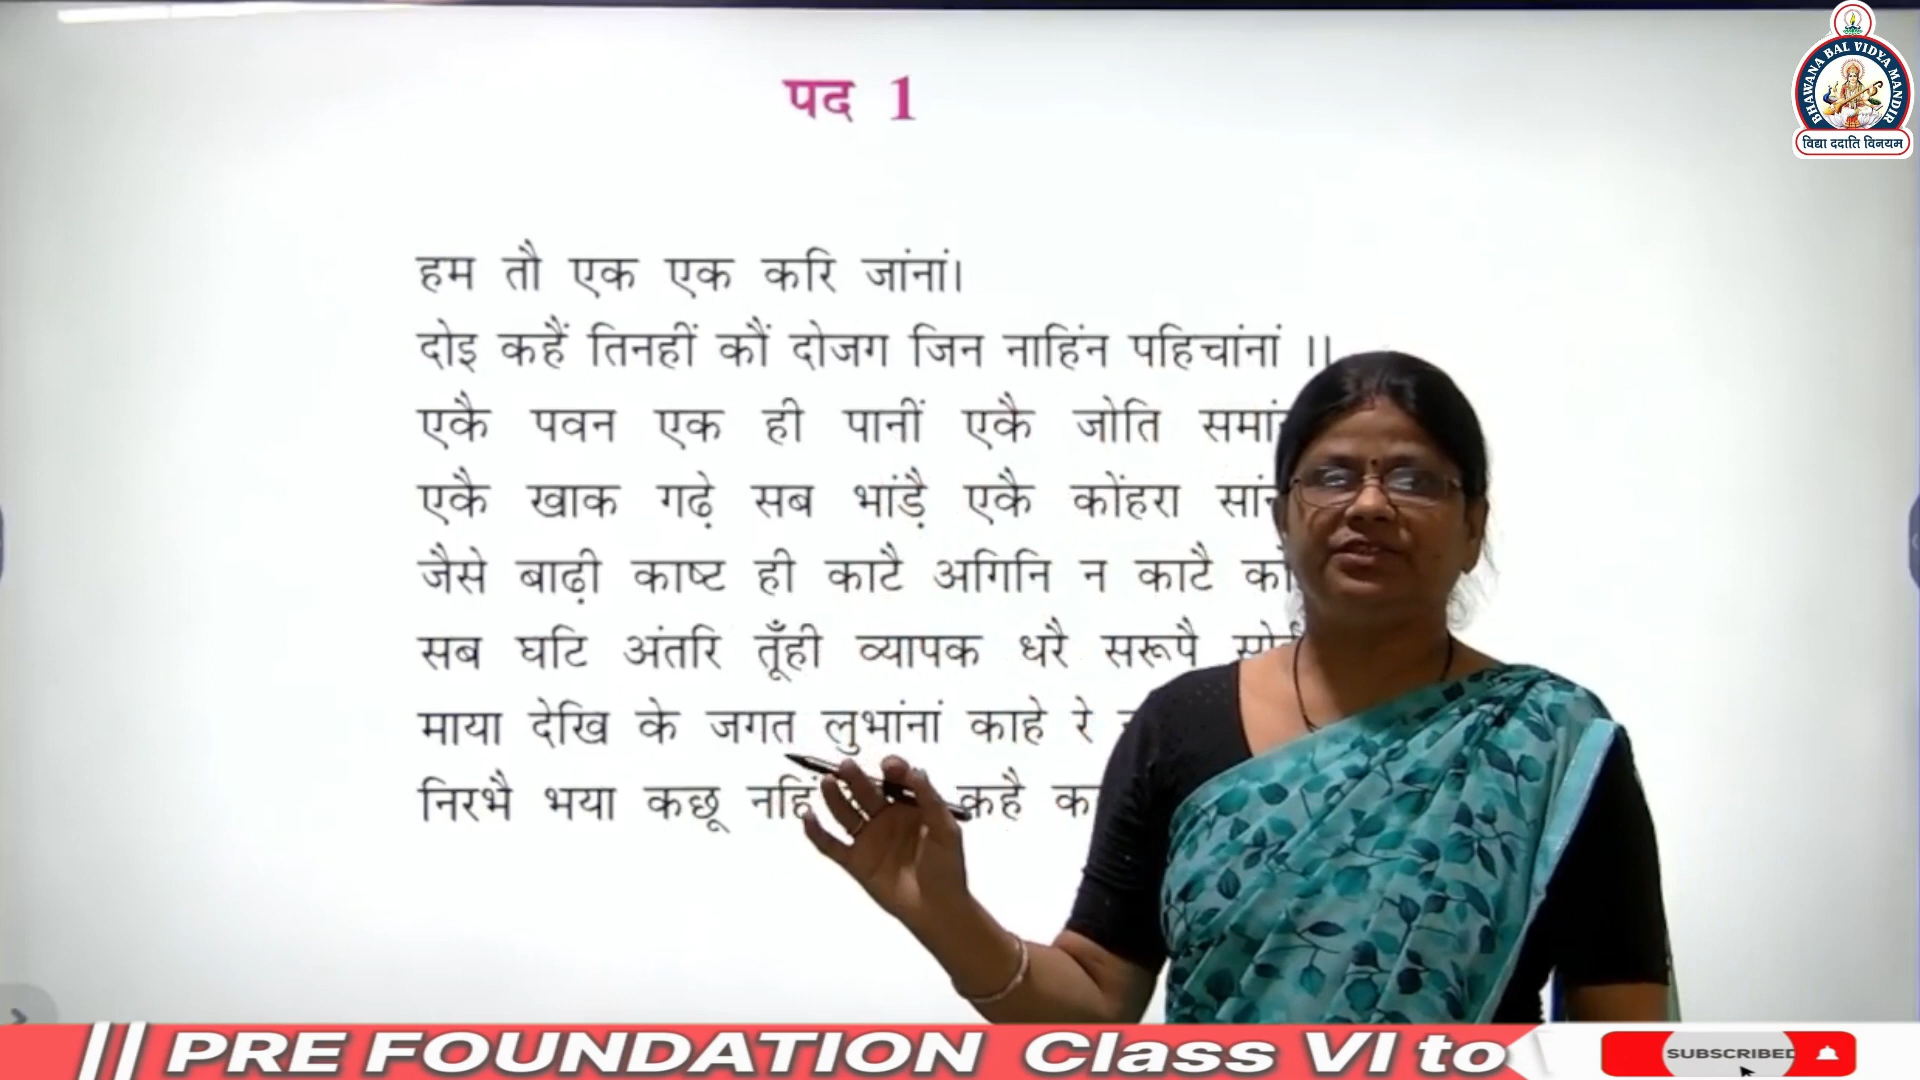 पद 1
BHAWANA BAL VIDYA MANDIR
विद्या ददाति विनयम
हम तौ एक एक करि जांनां।
दोइ कहैं तिनहीं कौं दोजग जिन नाहिंन पहिचांनां ।।
एकै पवन एक ही पानीं एकै जोति
एकै खाक गढ़े सब भांड़ै एकै कोंहरा
जैसे बाढ़ी काष्ट ही काटै अगिनि न काटै
सब घटि अंतरि तूँही व्यापक धरै सरूपै
माया देखि के जगत लुभांनां काहे रे
निरभै भया कछू नहिं कहै
|| PRE FOUNDATION Class VI to
SUBSCRIBED